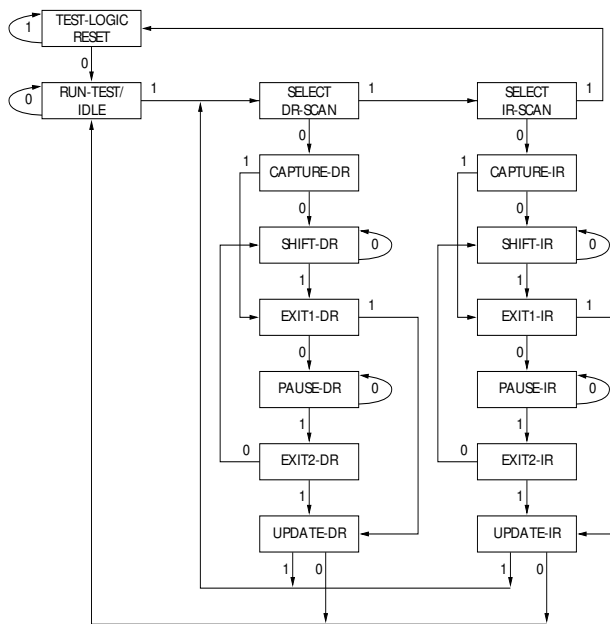 TEST-LOGIC
RESET
1
0
RUN-TEST/
IDLE
0
1
SELECT
DR-SCAN
1
SELECT
IR-SCAN
1
0
0
1
CAPTURE-DR
1
CAPTURE-IR
0
0
SHIFT-DR
0
SHIFT-IR
0
1
1
EXIT1-DR
1
EXIT1-IR
1
0
0
PAUSE-DR
0
PAUSE-IR
0
1
1
0
EXIT2-DR
0
EXIT2-IR
1
1
UPDATE-DR
UPDATE-IR
1
0
1
0